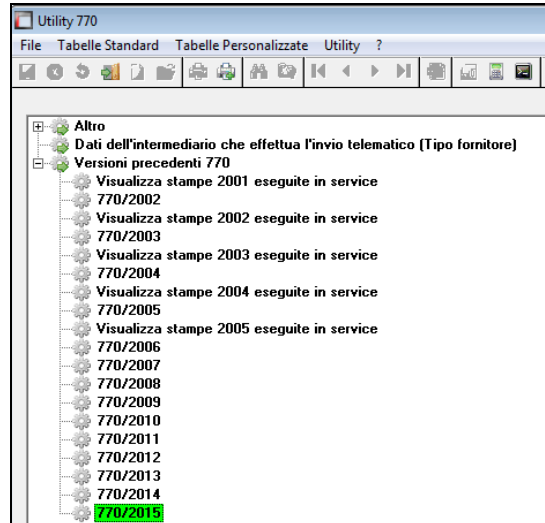 Utility 770
File Tabelle Standard Tabelle Personalizzate Utility ?
Altro
Dati dell'intermediario che effettua l'invio telematico (Tipo fornitore)
Versioni precedenti 770
Visualizza stampe 2001 eseguite in service
770/2002
Visualizza stampe 2002 eseguite in service
770/2003
Visualizza stampe 2003 eseguite in service
770/2004
Visualizza stampe 2004 eseguite in service
770/2005
Visualizza stampe 2005 eseguite in service
770/2006
770/2007
770/2008
770/2009
770/2010
770/2011
770/2012
770/2013
770/2014
770/2015